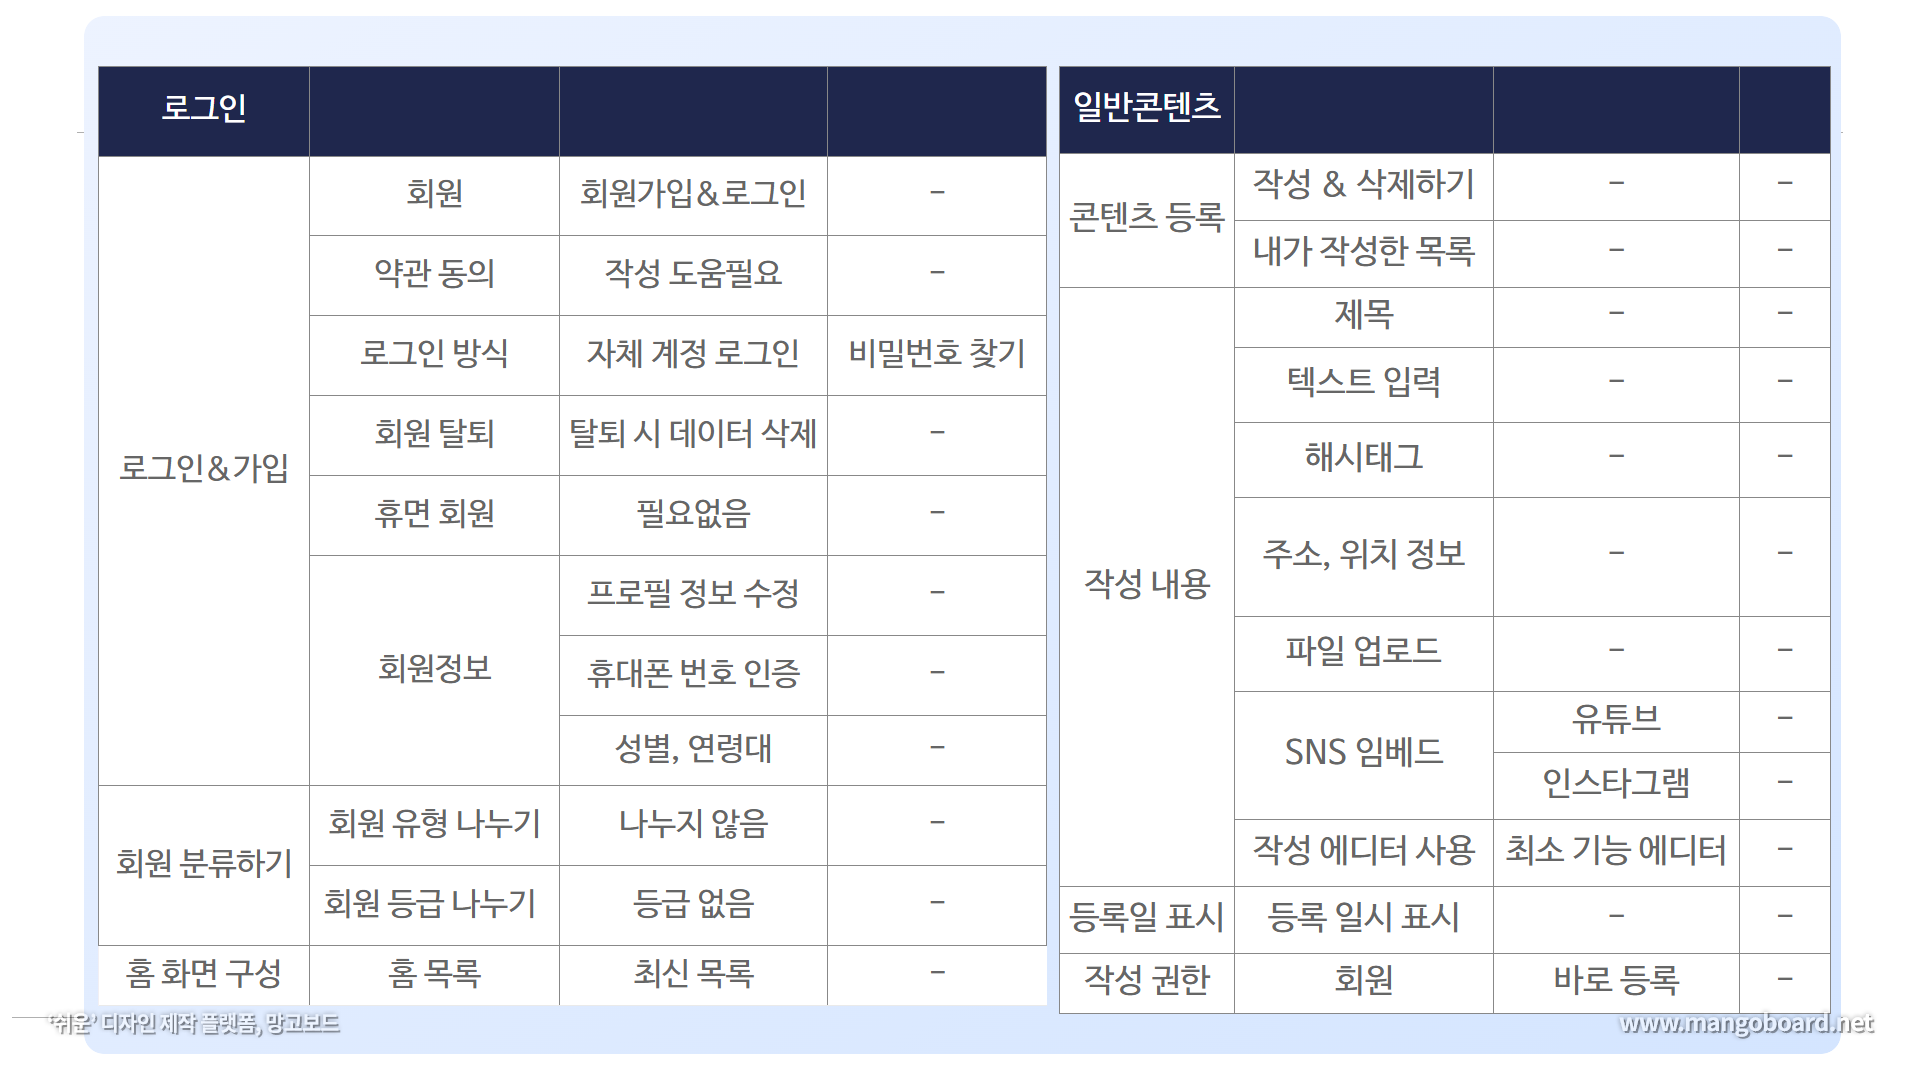 로그인
회원 회원가입&로그인 -
약관 동의 작성 도움필요 -
로그인 방식 자체 계정 로그인 비밀번호 찾기
회원 탈퇴 탈퇴 시 데이터 삭제 -
로그인&가입
휴면 회원 필요없음 -
프로필 정보 수정 -
회원정보 휴대폰 번호 인증 -
성별, 연령대 -
회원 유형 나누기 나누지 않음 -
회원 분류하기
회원 등급 나누기 등급 없음 -
홈 화면 구성 홈 목록 최신 목록 -
일반콘텐츠
작성 & 삭제하기 - -
콘텐츠 등록
내가 작성한 목록 - -
제목 - -
텍스트 입력 - -
해시태그 - -
주소, 위치 정보 - -
작성 내용
파일 업로드 - -
유튜브 -
SNS 임베드
인스타그램 -
작성 에디터 사용 최소 기능 에디터 -
등록일 표시 등록 일시 표시 - -
작성 권한 회원 바로 등록 -
'쉬운' 디자인 제작 플랫폼, 망고보드
www.mangoboard.net